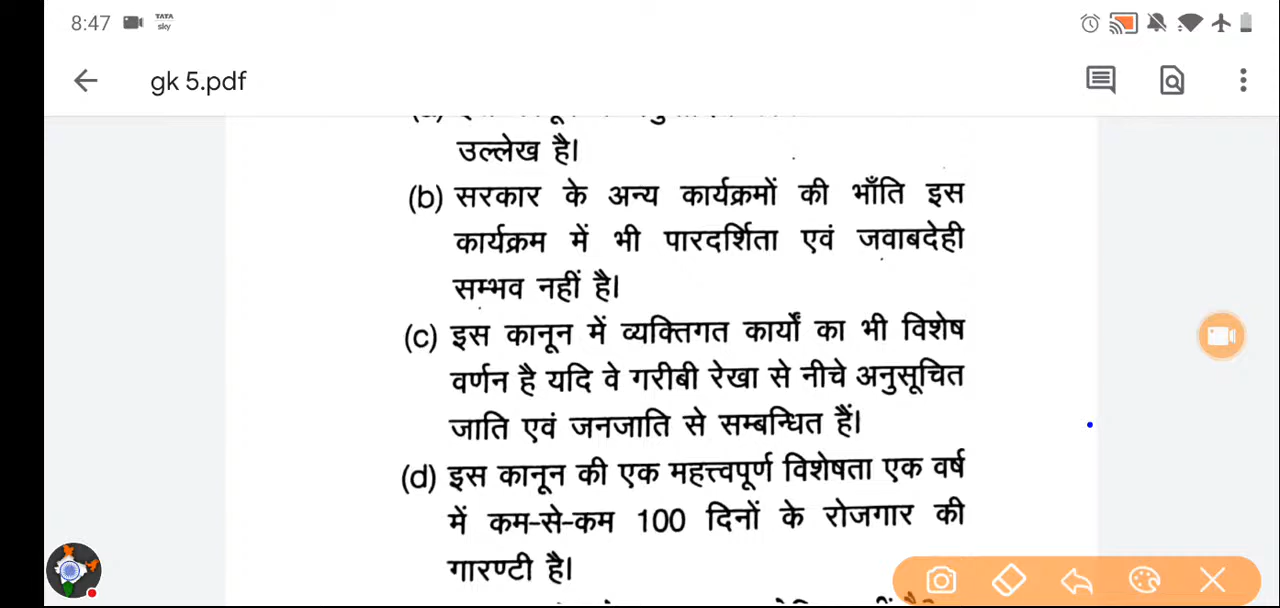 8:47 TATA sky
gk 5.pdf
उल्लेख है।
(b) सरकार के अन्य कार्यक्रमों की भाँति इस
कार्यक्रम में भी पारदर्शिता एवं जवाबदेही
सम्भव नहीं है।
(c) इस कानून में व्यक्तिगत कार्यों का भी विशेष
वर्णन है यदि वे गरीबी रेखा से नीचे अनुसूचित
जाति एवं जनजाति से सम्बन्धित हैं।
(d) इस कानून की एक महत्त्वपूर्ण विशेषता एक वर्ष
में कम-से-कम 100 दिनों के रोजगार की
गारण्टी है।